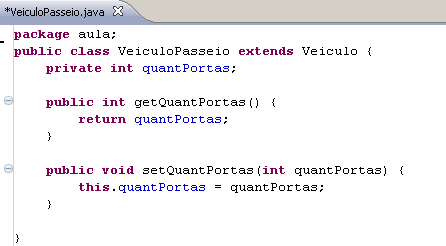 *VeiculoPasseio.java
package aula;
public class VeiculoPasseio extends Veiculo {
    private int quantPortas;

    public int getQuantPortas() {
        return quantPortas;
    }

    public void setQuantPortas(int quantPortas) {
        this.quantPortas = quantPortas;
    }

}